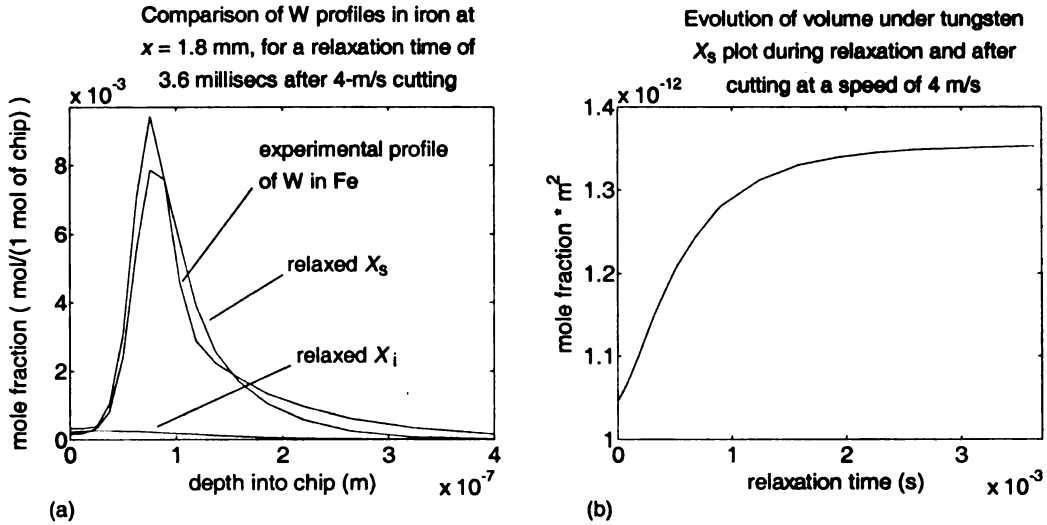 Comparison of W profiles in iron at
x = 1.8 mm, for a relaxation time of
3.6 millisecs after 4-m/s cutting
x 10⁻³
8
6
4
2
0
mole fraction ( mol/(1 mol of chip) )
experimental profile
of W in Fe
relaxed Xs
relaxed Xi
0 1 2 3 4
depth into chip (m)
x 10⁻⁷
(a)
Evolution of volume under tungsten
Xs plot during relaxation and after
cutting at a speed of 4 m/s
x 10⁻¹²
1.4
1.3
1.2
1.1
1
mole fraction * m²
0 1 2 3
relaxation time (s)
x 10⁻³
(b)